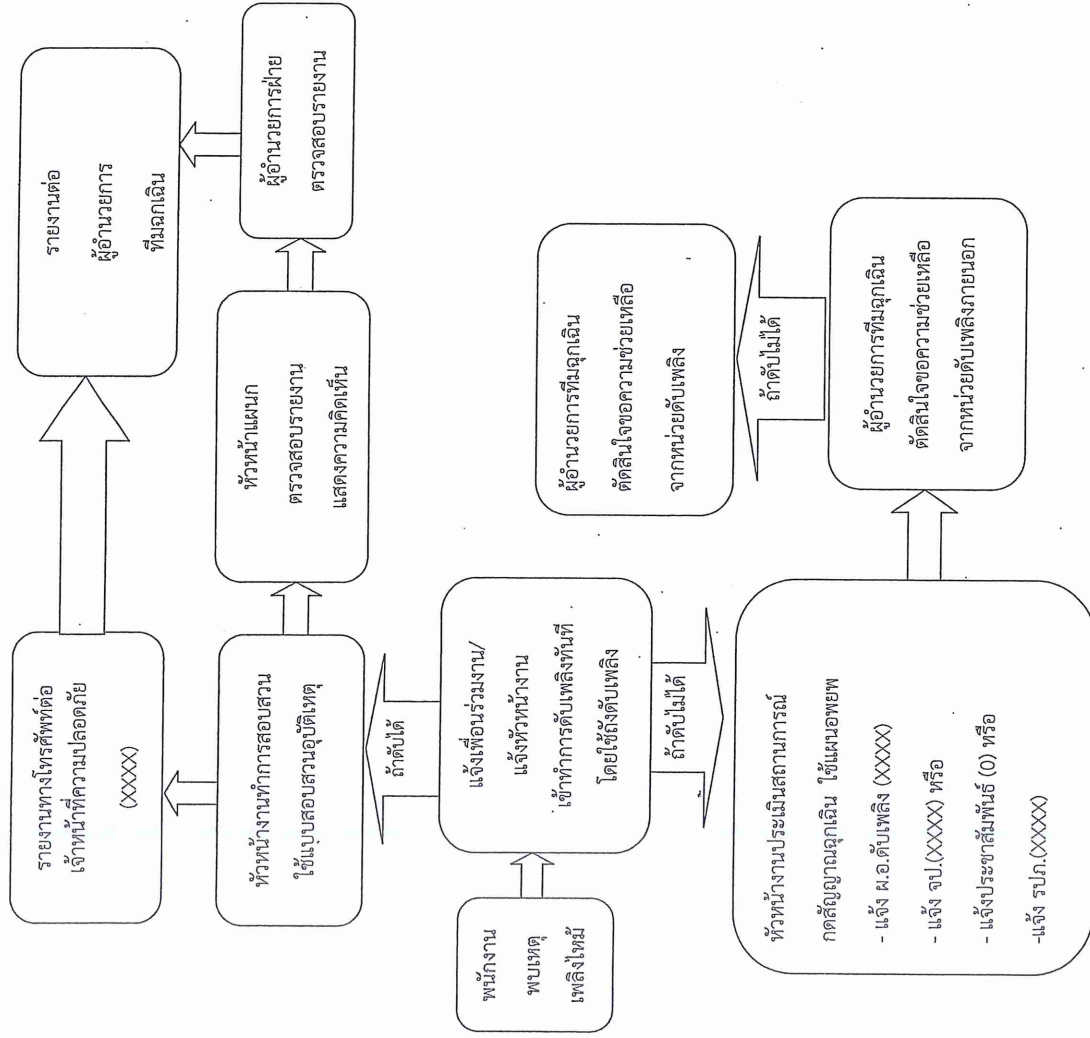 รายงานทางโทรศัพท์ต่อ
เจ้าหน้าที่ความปลอดภัย
(XXXX)
รายงานต่อ
ผู้อำนวยการ
ทีมฉุกเฉิน
หัวหน้างานทำการสอบสวน
ใช้แบบสอบสวนอุบัติเหตุ
หัวหน้าแผนก
ตรวจสอบรายงาน
แสดงความคิดเห็น
ผู้อำนวยการฝ่าย
ตรวจสอบรายงาน
ถ้าดับได้
พนักงาน
พบเหตุ
เพลิงไหม้
แจ้งเพื่อนร่วมงาน/
แจ้งหัวหน้างาน
เข้าทำการดับเพลิงทันที
โดยใช้ถังดับเพลิง
ถ้าดับไม่ได้
ผู้อำนวยการทีมฉุกเฉิน
ตัดสินใจขอความช่วยเหลือ
จากหน่วยดับเพลิง
ถ้าดับไม่ได้
หัวหน้างานประเมินสถานการณ์
กดสัญญาณฉุกเฉิน ใช้แผนอพยพ
- แจ้ง ผ.อ.ดับเพลิง (XXXX)
- แจ้ง จป.(XXXX) หรือ
- แจ้งประชาสัมพันธ์ (0) หรือ
-แจ้ง รปภ.(XXXX)
ผู้อำนวยการทีมฉุกเฉิน
ตัดสินใจขอความช่วยเหลือ
จากหน่วยดับเพลิงภายนอก